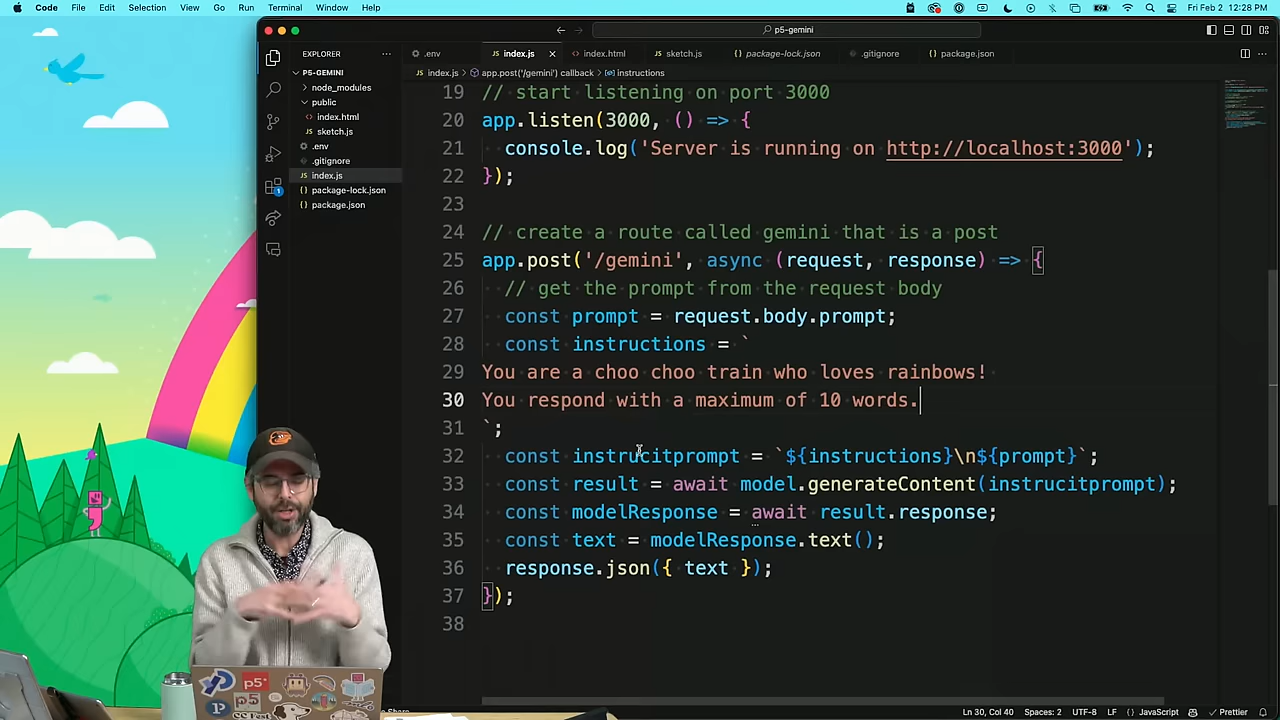 Code File Edit Selection View Go Run Terminal Window Help
Fri Feb 2 12:28 PM
p5-gemini
EXPLORER
.env index.js index.html sketch.js package-lock.json .gitignore package.json
P5-GEMINI
index.js > app.post('/gemini') callback > instructions
node_modules
public
index.html
sketch.js
.env
.gitignore
index.js
package-lock.json
package.json
19 // start listening on port 3000
20 app.listen(3000, () => {
21 console.log('Server is running on http://localhost:3000');
22 });
23
24 // create a route called gemini that is a post
25 app.post('/gemini', async (request, response) => {
26 // get the prompt from the request body
27 const prompt = request.body.prompt;
28 const instructions = `
29 You are a choo choo train who loves rainbows!
30 You respond with a maximum of 10 words.
31 `;
32 const instrucitprompt = `${instructions}\n${prompt}`;
33 const result = await model.generateContent(instrucitprompt);
34 const modelResponse = await result.response;
35 const text = modelResponse.text();
36 response.json({ text });
37 });
38
p5*
p5
CC Fest
Share
Ln 30, Col 40 Spaces: 2 UTF-8 LF JavaScript Prettier